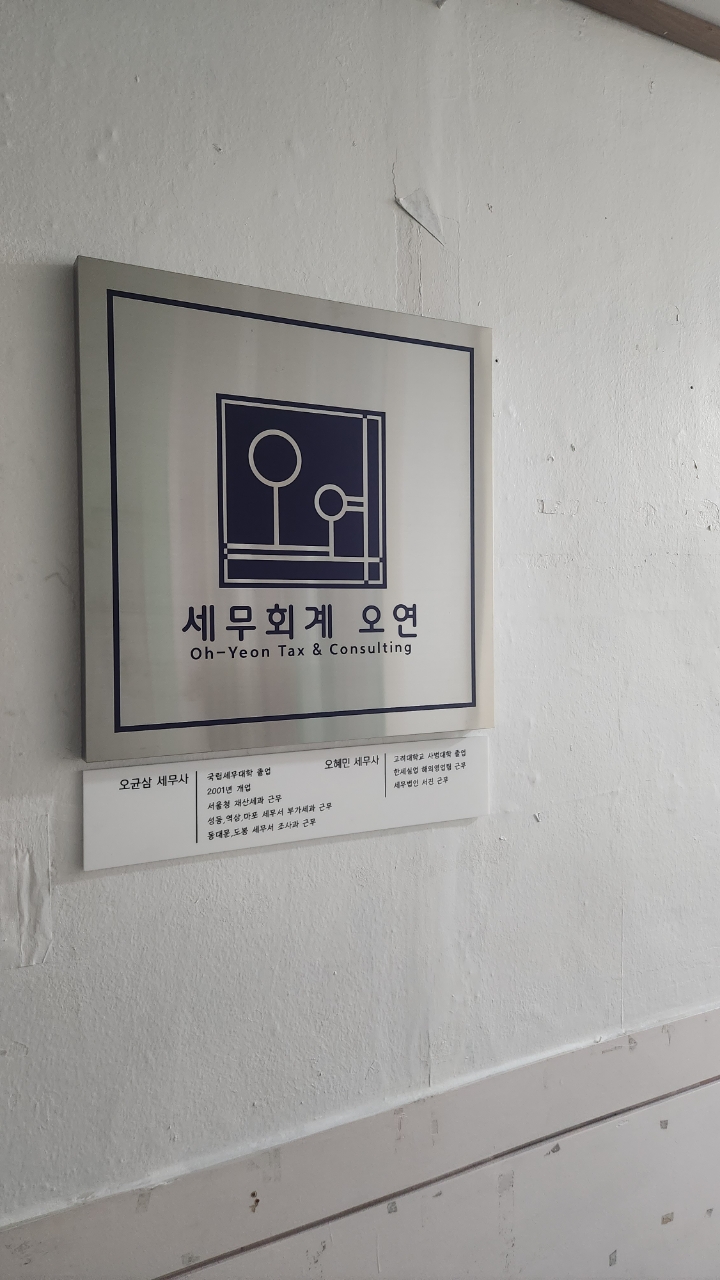 세무회계 오연
Oh-Yeon Tax & Consulting
오균삼 세무사
국립세무대학 졸업
2001년 개업
서울청 재산세과 근무
성동,역삼,마포 세무서 부가세과 근무
동대문,도봉 세무서 조사과 근무
오혜민 세무사
고려대학교 사범대학 졸업
한세실업 해외영업팀 근무
세무법인 서진 근무